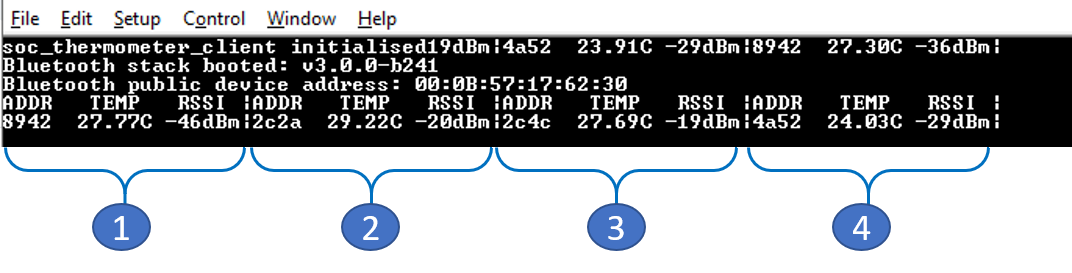 File Edit Setup Control Window Help
soc_thermometer_client initialised19dBm|4a52  23.91C -29dBm|8942  27.30C -36dBm|
Bluetooth stack booted: v3.0.0-b241
Bluetooth public device address: 00:0B:57:17:62:30
ADDR   TEMP   RSSI |ADDR   TEMP   RSSI |ADDR   TEMP   RSSI |ADDR   TEMP   RSSI |
8942  27.77C -46dBm|2c2a  29.22C -20dBm|2c4c  27.69C -19dBm|4a52  24.03C -29dBm|
1 2 3 4